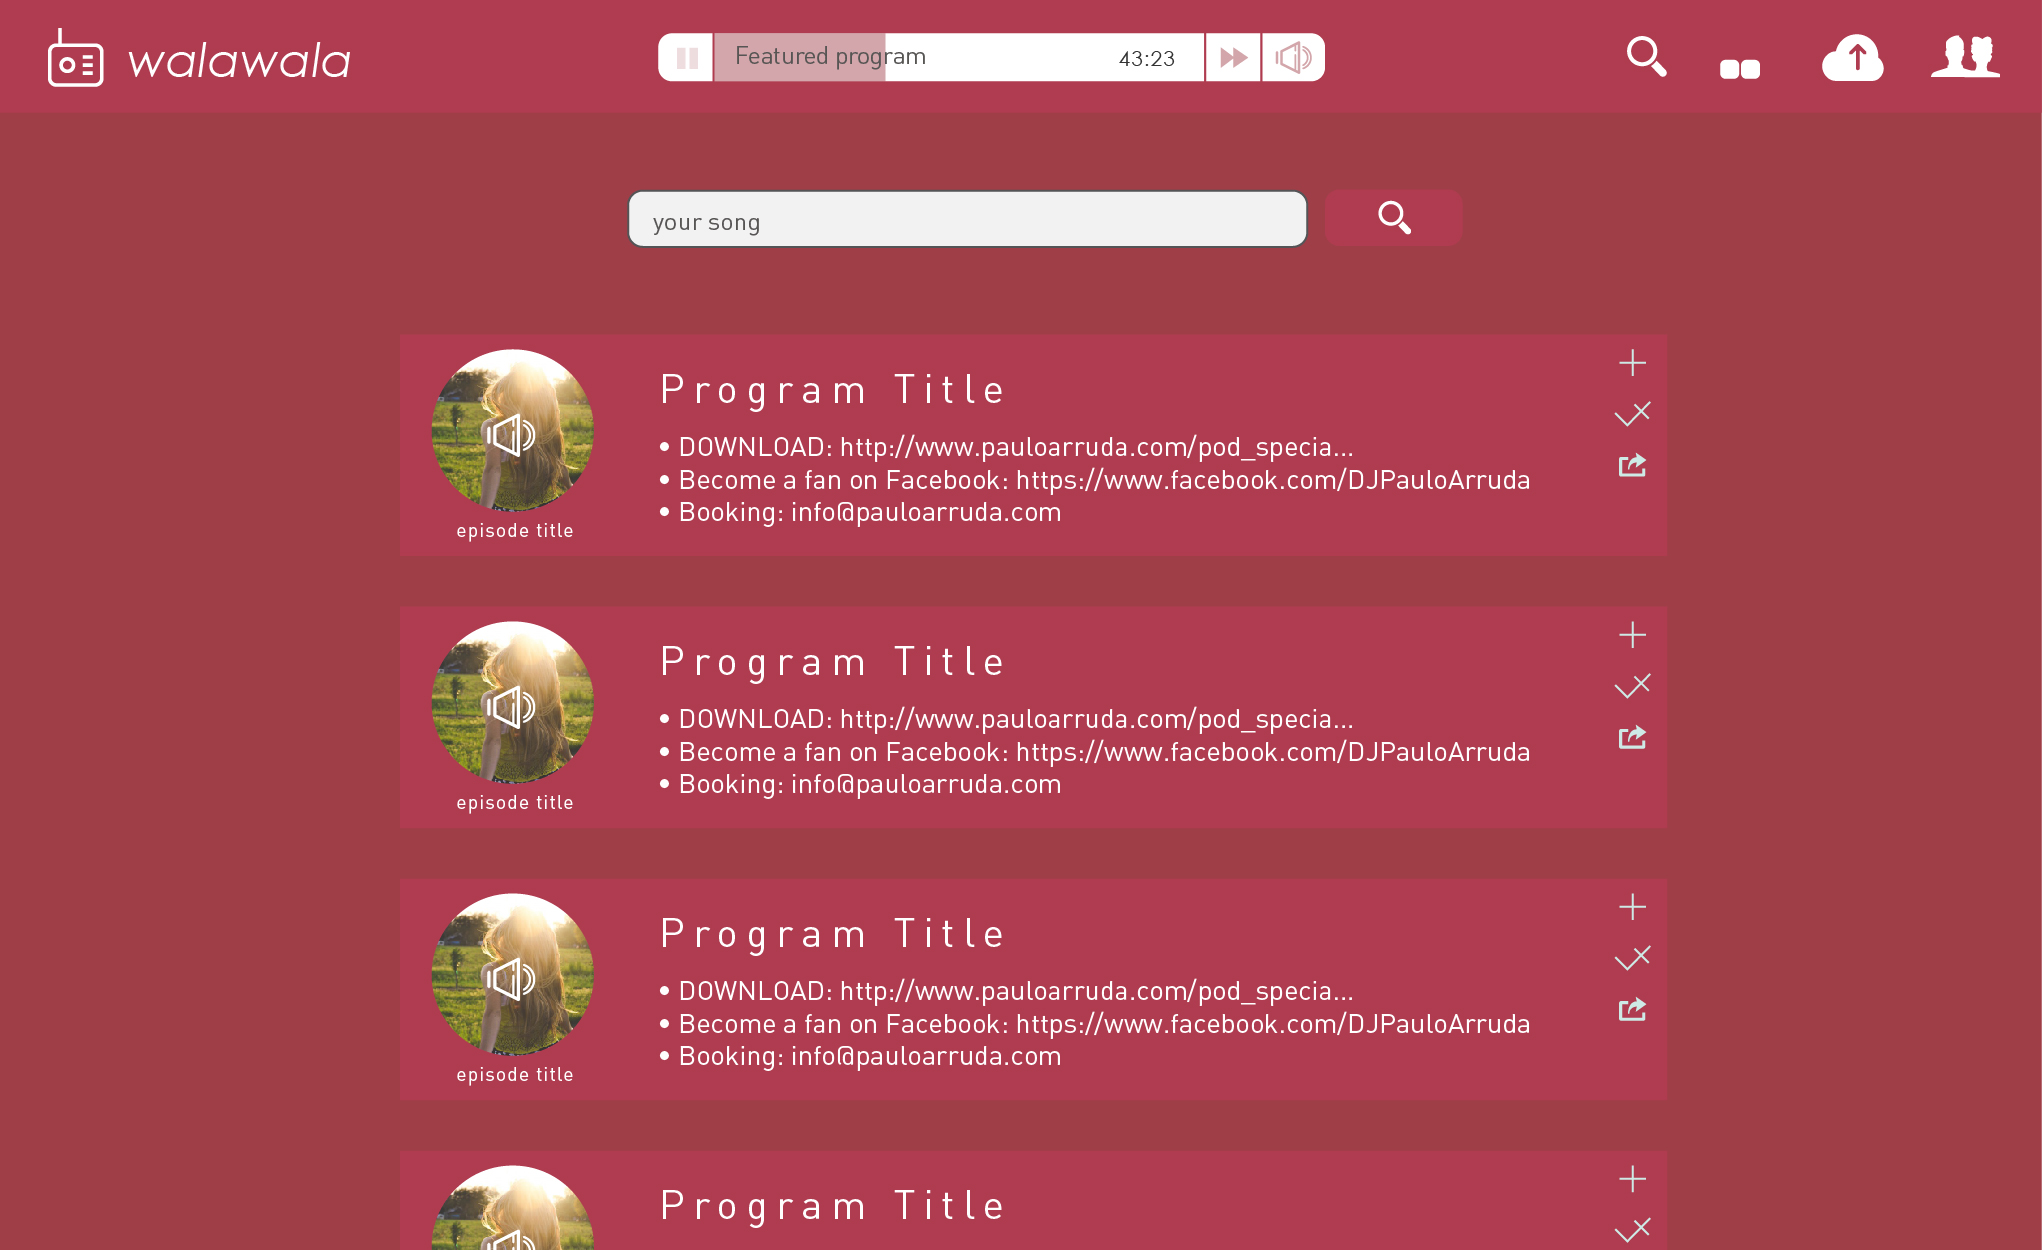 walawala
Featured program 43:23
your song
Program Title
• DOWNLOAD: http://www.pauloarruda.com/pod_specia...
• Become a fan on Facebook: https://www.facebook.com/DJPauloArruda
• Booking: info@pauloarruda.com
episode title
Program Title
• DOWNLOAD: http://www.pauloarruda.com/pod_specia...
• Become a fan on Facebook: https://www.facebook.com/DJPauloArruda
• Booking: info@pauloarruda.com
episode title
Program Title
• DOWNLOAD: http://www.pauloarruda.com/pod_specia...
• Become a fan on Facebook: https://www.facebook.com/DJPauloArruda
• Booking: info@pauloarruda.com
episode title
Program Title